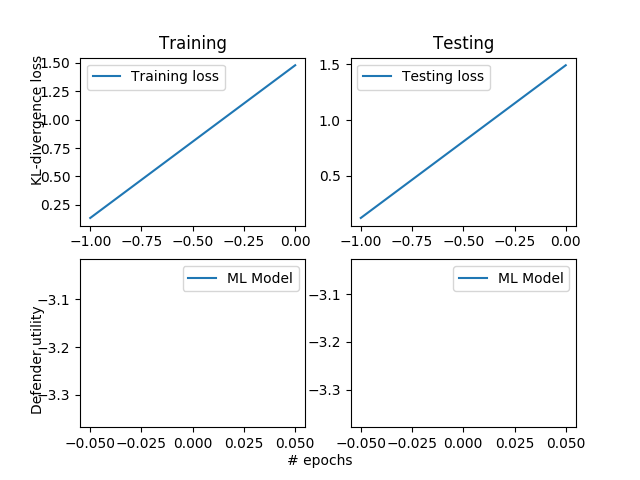 Training
Testing
KL-divergence loss
1.50
1.25
1.00
0.75
0.50
0.25
Training loss
−1.00 −0.75 −0.50 −0.25 0.00
1.5
1.0
0.5
Testing loss
−1.00 −0.75 −0.50 −0.25 0.00
Defender utility
−3.1
−3.2
−3.3
ML Model
−0.050 −0.025 0.000 0.025 0.050
−3.1
−3.2
−3.3
ML Model
−0.050 −0.025 0.000 0.025 0.050
# epochs